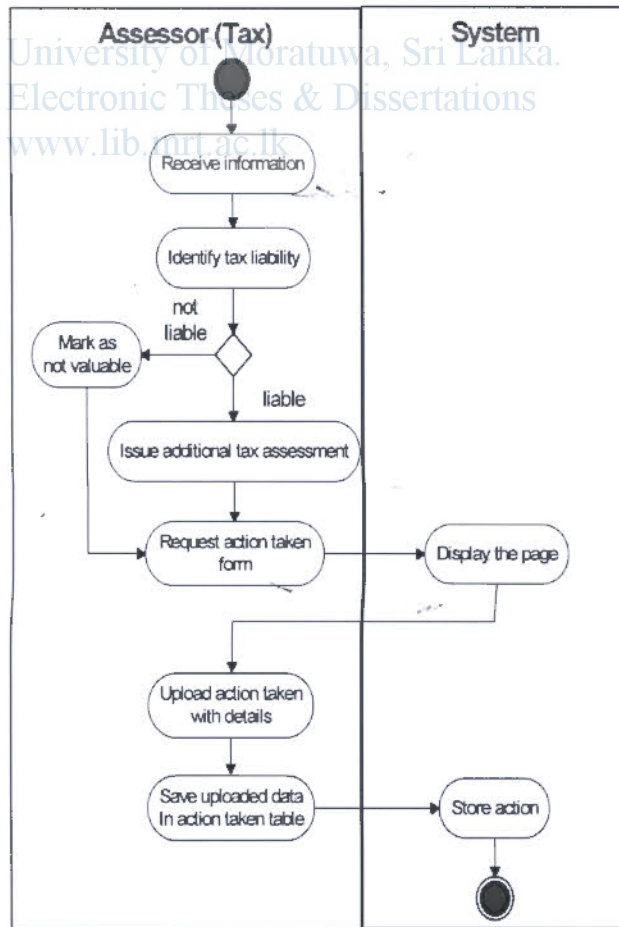 Assessor (Tax)
System
University of Moratuwa, Sri Lanka.
Electronic Theses & Dissertations
www.lib.mrt.ac.lk
Receive information
Identify tax liability
not
liable
Mark as
not valuable
liable
Issue additional tax assessment
Request action taken
form
Display the page
Upload action taken
with details
Save uploaded data
In action taken table
Store action